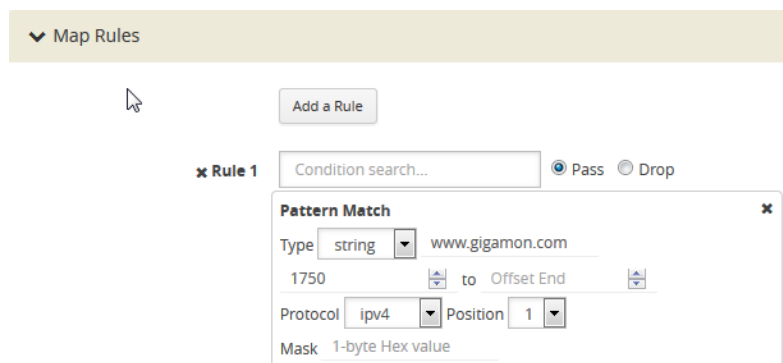 Map Rules
Add a Rule
Rule 1 Condition search... Pass Drop
Pattern Match
Type string www.gigamon.com
1750 to Offset End
Protocol ipv4 Position 1
Mask 1-byte Hex value